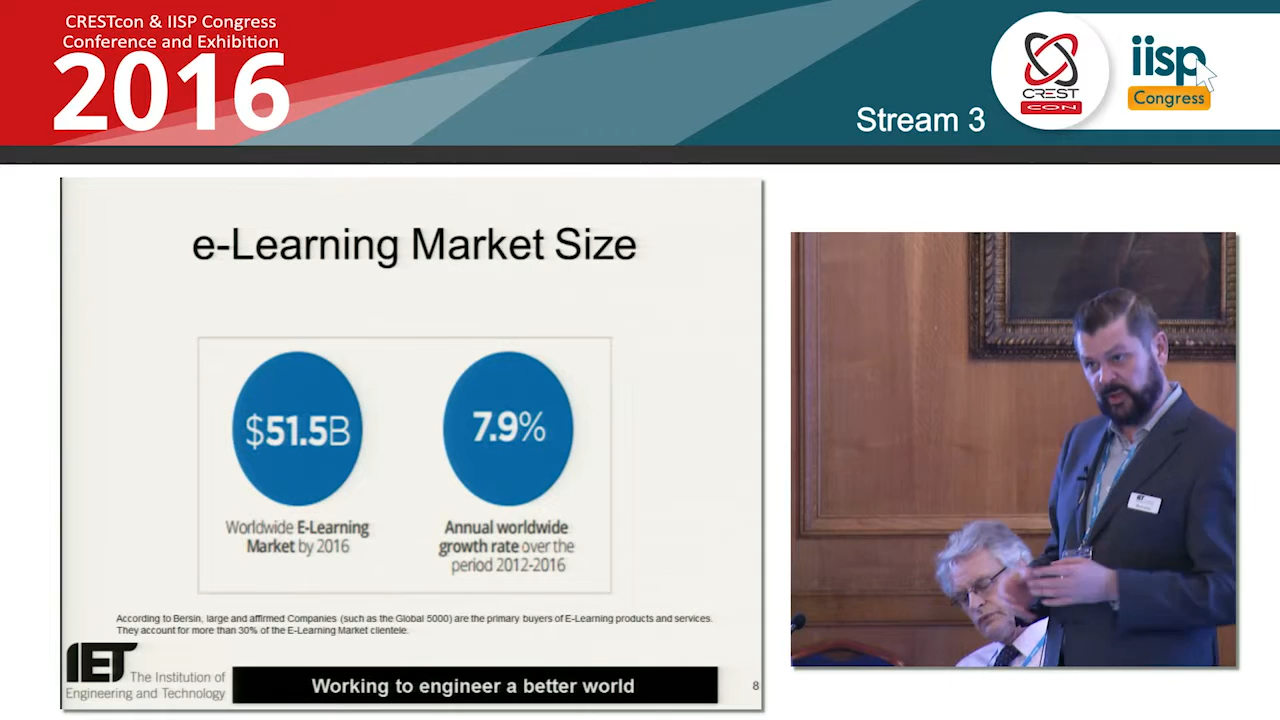 CRESTcon & IISP Congress
Conference and Exhibition
2016
Stream 3
CREST
CON
iisp
Congress
e-Learning Market Size
$51.5B
7.9%
Worldwide E-Learning
Market by 2016
Annual worldwide
growth rate over the
period 2012-2016
According to Bersin, large and affirmed Companies (such as the Global 5000) are the primary buyers of E-Learning products and services.
They account for more than 30% of the E-Learning Market clientele.
IET The Institution of
Engineering and Technology
Working to engineer a better world
8
IET